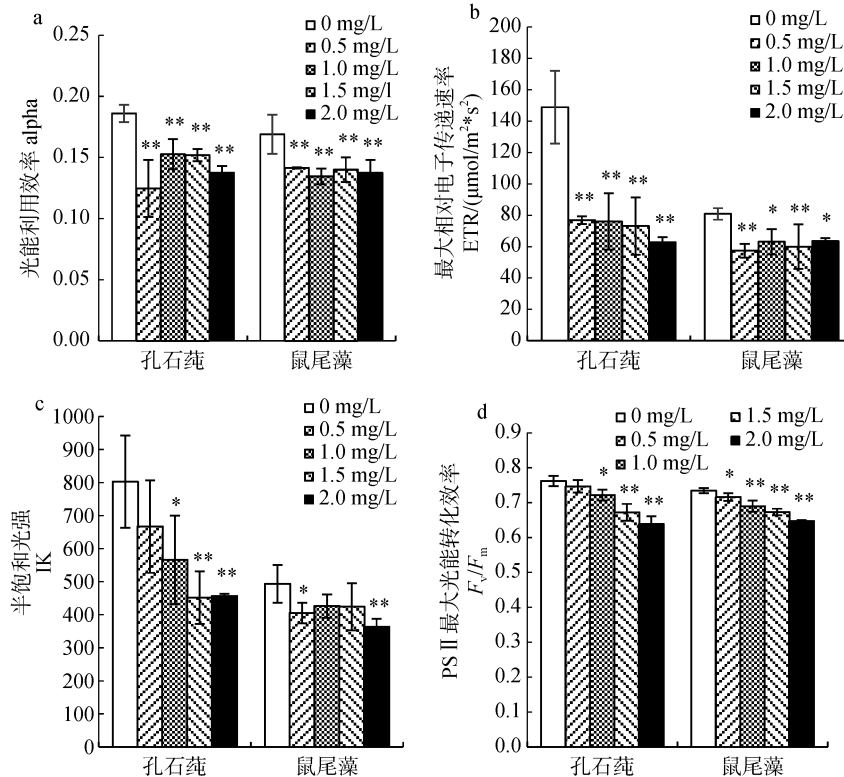 a
0 mg/L
0.5 mg/L
1.0 mg/L
1.5 mg/l
2.0 mg/L
光能利用效率 alpha
0.25
0.20
0.15
0.10
0.05
0.00
**
**
**
**
**
**
**
**
孔石莼
鼠尾藻
b
0 mg/L
0.5 mg/L
1.0 mg/L
1.5 mg/L
2.0 mg/L
最大相对电子传递速率
ETR/(μmol/m²*s²)
200
180
160
140
120
100
80
60
40
20
0
**
**
**
**
**
*
**
*
孔石莼
鼠尾藻
c
0 mg/L
0.5 mg/L
1.0 mg/L
1.5 mg/L
2.0 mg/L
半饱和光强
IK
1000
900
800
700
600
500
400
300
200
100
0
*
**
**
*
**
孔石莼
鼠尾藻
d
0 mg/L
0.5 mg/L
1.0 mg/L
1.5 mg/L
2.0 mg/L
PSⅡ最大光能转化效率
Fv/Fm
0.8
0.7
0.6
0.5
0.4
0.3
0.2
0.1
0.0
*
**
**
*
**
**
**
孔石莼
鼠尾藻